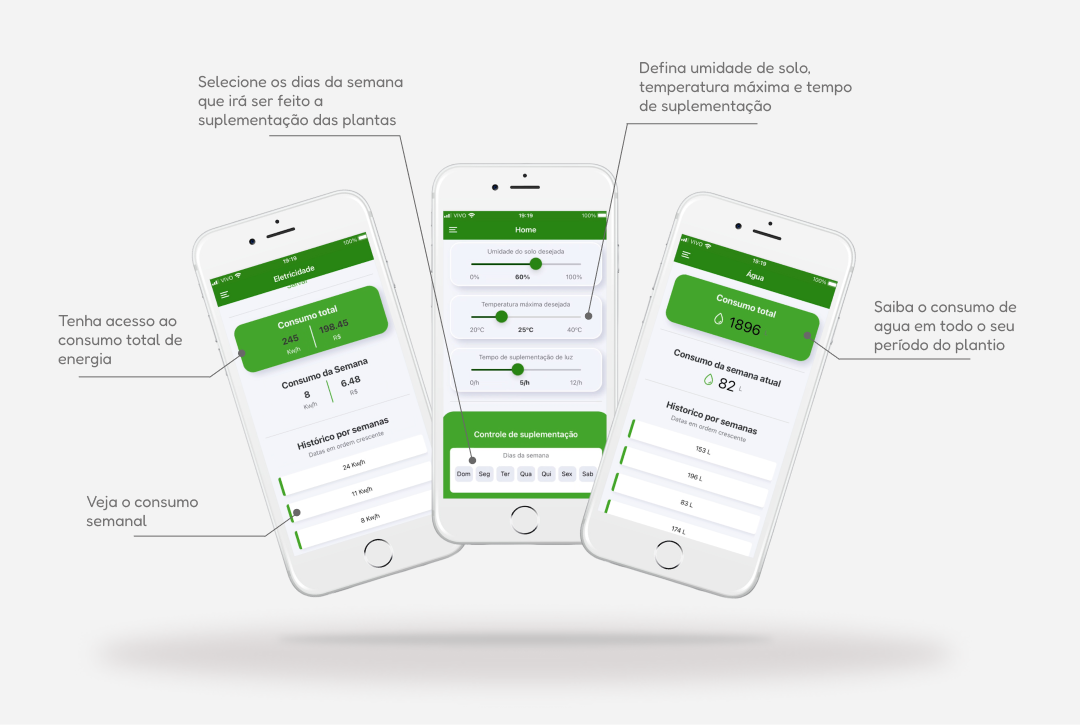 Selecione os dias da semana
que irá ser feito a
suplementação das plantas
Defina umidade de solo,
temperatura máxima e tempo
de suplementação
Tenha acesso ao
consumo total de
energia
Veja o consumo
semanal
Saiba o consumo de
agua em todo o seu
período do plantio
VIVO 19:19 100%
Eletricidade
Consumo total
245 198,45
Kw/h R$
Consumo da Semana
8 6.48
Kw/h R$
Histórico por semanas
Datas em ordem crescente
24 Kw/h
11 Kw/h
8 Kw/h
VIVO 19:19 100%
Home
Umidade do solo desejada
0% 60% 100%
Temperatura máxima desejada
20°C 25°C 40°C
Tempo de suplementação de luz
0/h 5/h 12/h
Controle de suplementação
Dias da semana
Dom Seg Ter Qua Qui Sex Sab
VIVO 19:19 100%
Água
Consumo total
1896
Consumo da semana atual
82 L
Historico por semanas
Datas em ordem crescente
153 L
196 L
83 L
174 L